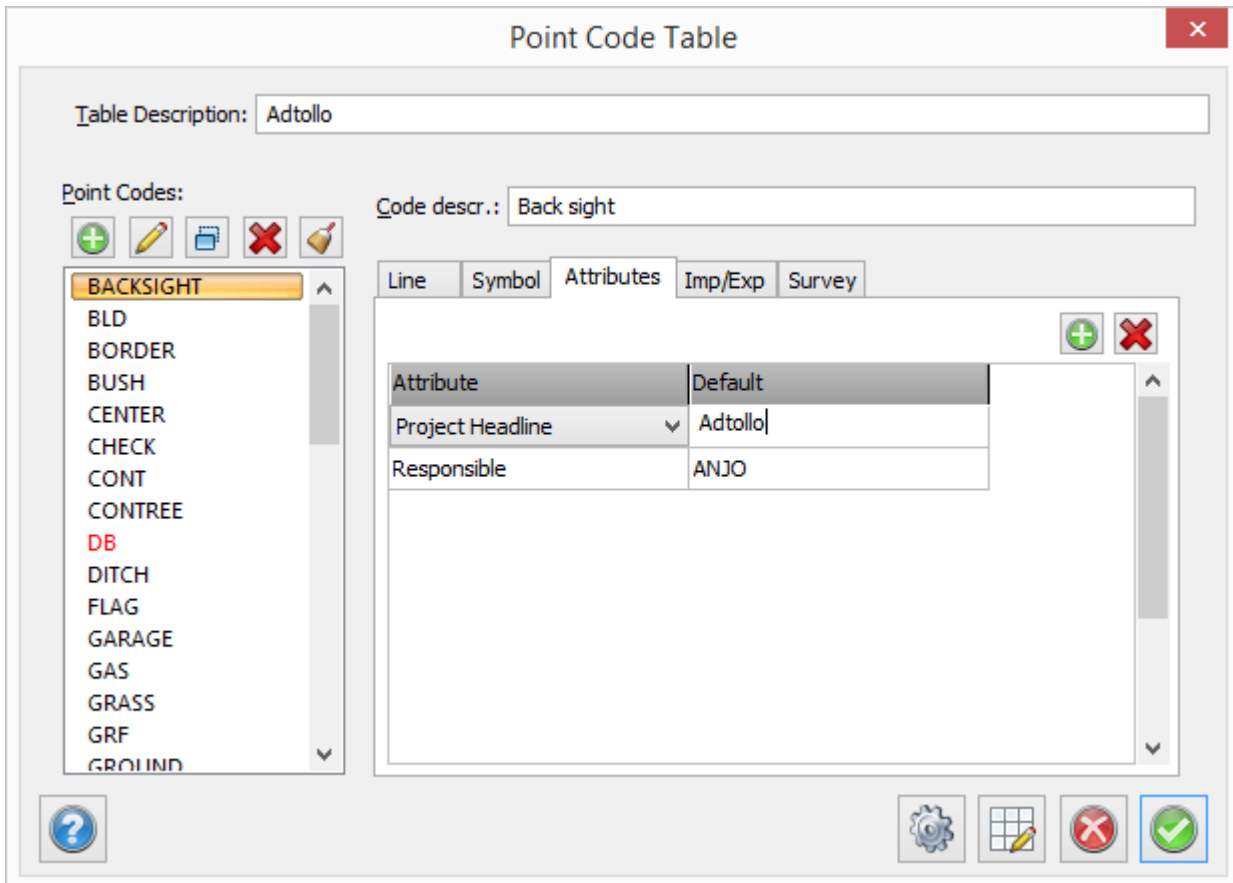 Point Code Table
Table Description: Adtollo
Point Codes:
Code descr.: Back sight
BACKSIGHT
BLD
BORDER
BUSH
CENTER
CHECK
CONT
CONTREE
DB
DITCH
FLAG
GARAGE
GAS
GRASS
GRF
GROUND
Line Symbol Attributes Imp/Exp Survey
Attribute Default
Project Headline Adtollo
Responsible ANJO